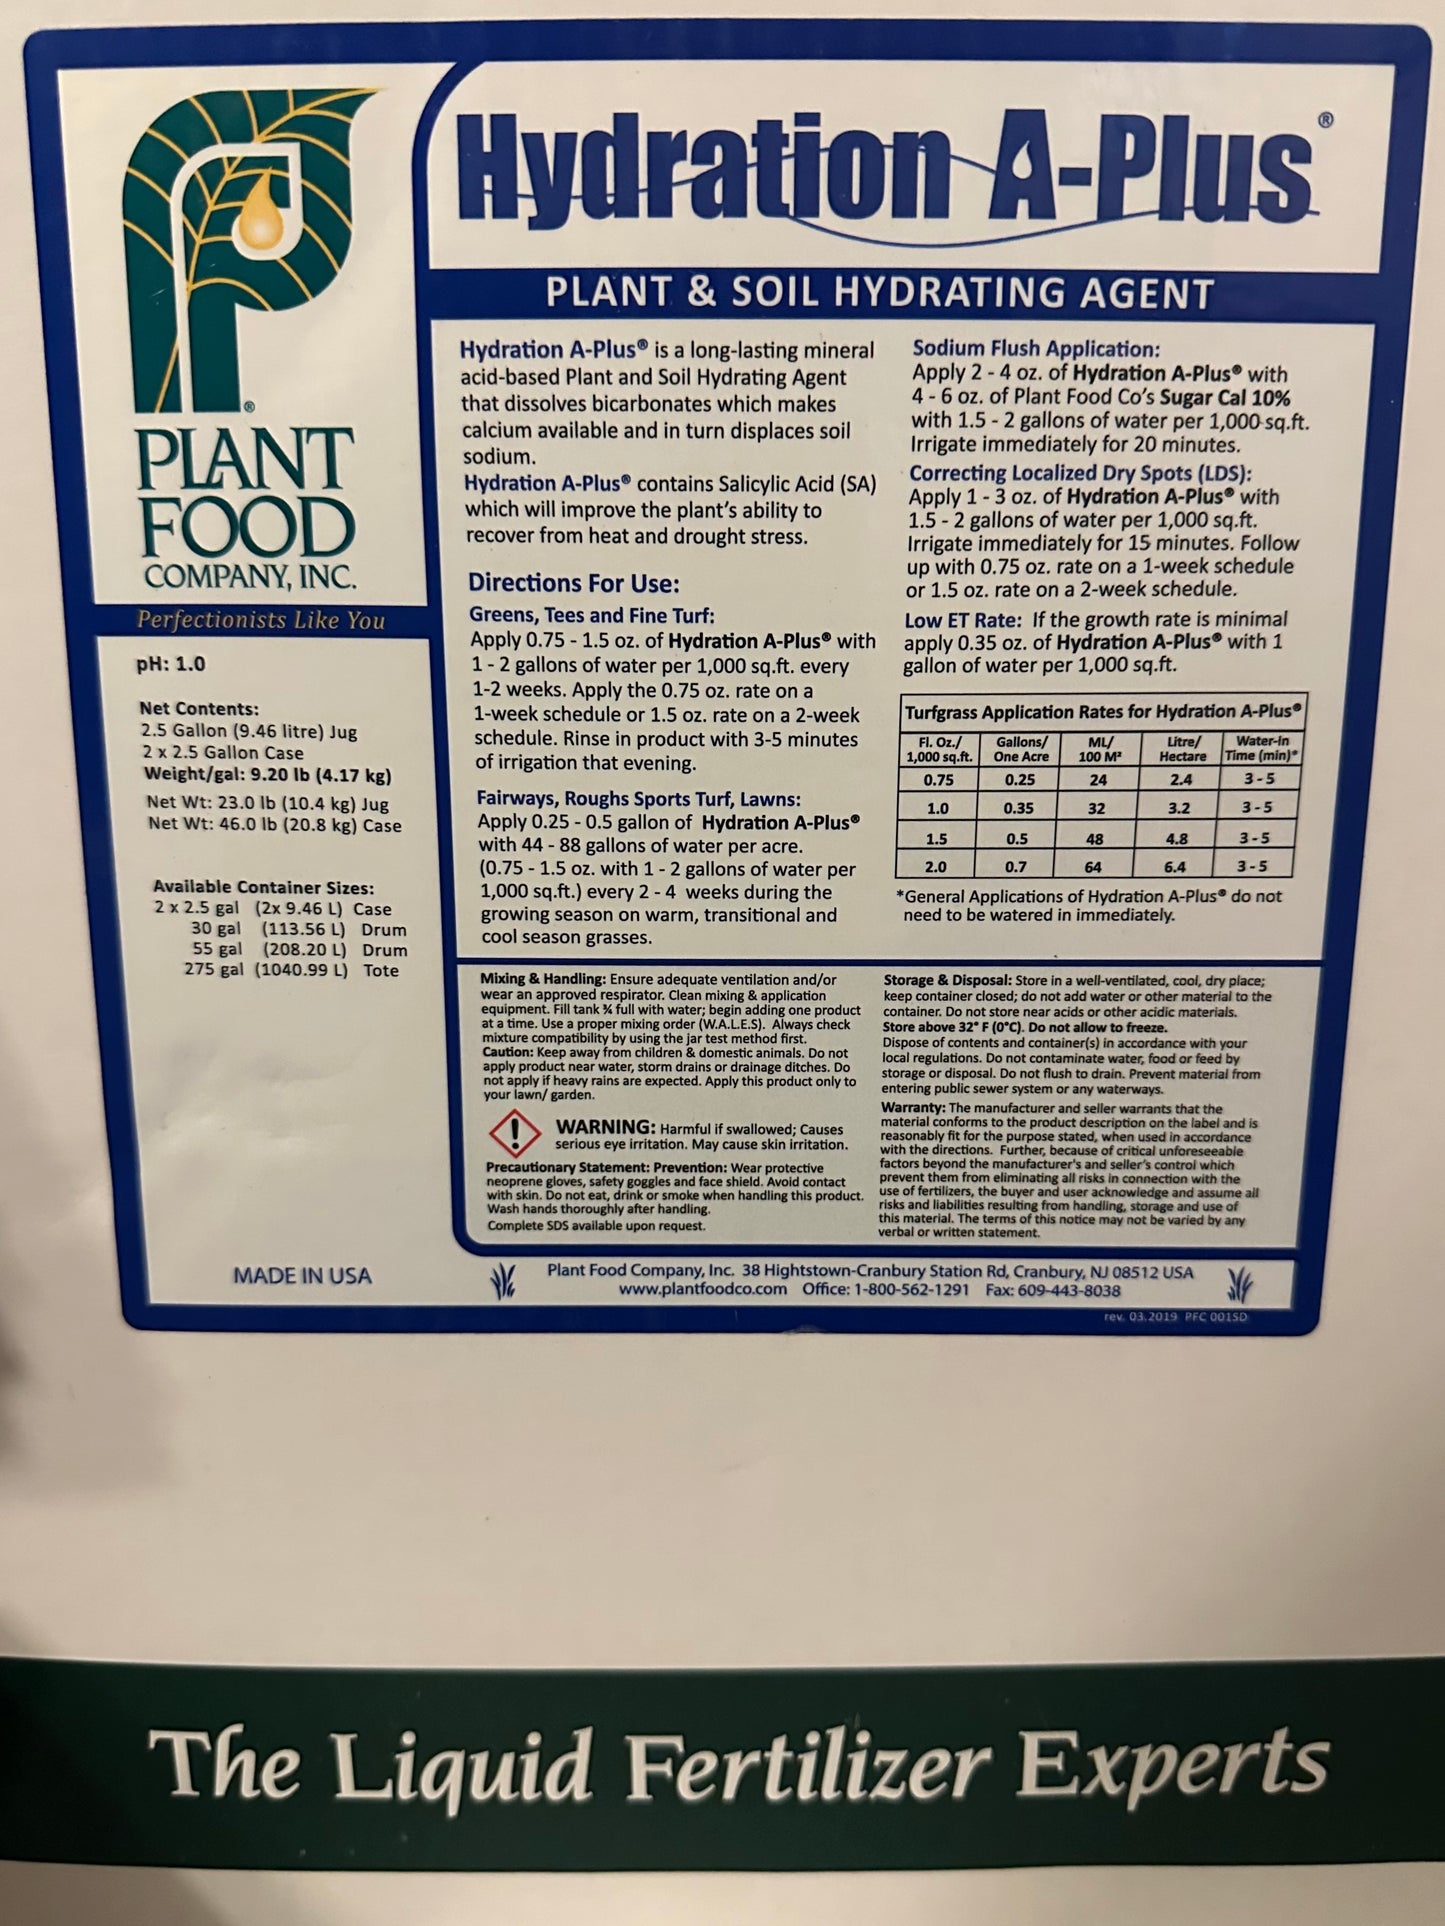 Hydration A-Plus®
PLANT & SOIL HYDRATING AGENT
®
PLANT
FOOD
COMPANY, INC.
Perfectionists Like You
pH: 1.0
Net Contents:
2.5 Gallon (9.46 litre) Jug
2 x 2.5 Gallon Case
Weight/gal: 9.20 lb (4.17 kg)
Net Wt: 23.0 lb (10.4 kg) Jug
Net Wt: 46.0 lb (20.8 kg) Case
Available Container Sizes:
2 x 2.5 gal (2x 9.46 L) Case
30 gal (113.56 L) Drum
55 gal (208.20 L) Drum
275 gal (1040.99 L) Tote
MADE IN USA
Hydration A-Plus® is a long-lasting mineral
acid-based Plant and Soil Hydrating Agent
that dissolves bicarbonates which makes
calcium available and in turn displaces soil
sodium.
Hydration A-Plus® contains Salicylic Acid (SA)
which will improve the plant's ability to
recover from heat and drought stress.
Directions For Use:
Greens, Tees and Fine Turf:
Apply 0.75 - 1.5 oz. of Hydration A-Plus® with
1 - 2 gallons of water per 1,000 sq.ft. every
1-2 weeks. Apply the 0.75 oz. rate on a
1-week schedule or 1.5 oz. rate on a 2-week
schedule. Rinse in product with 3-5 minutes
of irrigation that evening.
Fairways, Roughs Sports Turf, Lawns:
Apply 0.25 - 0.5 gallon of Hydration A-Plus®
with 44 - 88 gallons of water per acre.
(0.75 - 1.5 oz. with 1 - 2 gallons of water per
1,000 sq.ft.) every 2 - 4 weeks during the
growing season on warm, transitional and
cool season grasses.
Sodium Flush Application:
Apply 2 - 4 oz. of Hydration A-Plus® with
4 - 6 oz. of Plant Food Co's Sugar Cal 10%
with 1.5 - 2 gallons of water per 1,000 sq.ft.
Irrigate immediately for 20 minutes.
Correcting Localized Dry Spots (LDS):
Apply 1 - 3 oz. of Hydration A-Plus® with
1.5 - 2 gallons of water per 1,000 sq.ft.
Irrigate immediately for 15 minutes. Follow
up with 0.75 oz. rate on a 1-week schedule
or 1.5 oz. rate on a 2-week schedule.
Low ET Rate: If the growth rate is minimal
apply 0.35 oz. of Hydration A-Plus® with 1
gallon of water per 1,000 sq.ft.
Turfgrass Application Rates for Hydration A-Plus®
Fl. Oz./ Gallons/ ML/ Litre/ Water-in
1,000 sq.ft. One Acre 100 M² Hectare Time (min)*
0.75 0.25 24 2.4 3 - 5
1.0 0.35 32 3.2 3 - 5
1.5 0.5 48 4.8 3 - 5
2.0 0.7 64 6.4 3 - 5
*General Applications of Hydration A-Plus® do not
need to be watered in immediately.
Mixing & Handling: Ensure adequate ventilation and/or
wear an approved respirator. Clean mixing & application
equipment. Fill tank ¾ full with water; begin adding one product
at a time. Use a proper mixing order (W.A.L.E.S). Always check
mixture compatibility by using the jar test method first.
Caution: Keep away from children & domestic animals. Do not
apply product near water, storm drains or drainage ditches. Do
not apply if heavy rains are expected. Apply this product only to
your lawn/ garden.
WARNING: Harmful if swallowed; Causes
serious eye irritation. May cause skin irritation.
Precautionary Statement: Prevention: Wear protective
neoprene gloves, safety goggles and face shield. Avoid contact
with skin. Do not eat, drink or smoke when handling this product.
Wash hands thoroughly after handling.
Complete SDS available upon request.
Storage & Disposal: Store in a well-ventilated, cool, dry place;
keep container closed; do not add water or other material to the
container. Do not store near acids or other acidic materials.
Store above 32° F (0°C). Do not allow to freeze.
Dispose of contents and container(s) in accordance with your
local regulations. Do not contaminate water, food or feed by
storage or disposal. Do not flush to drain. Prevent material from
entering public sewer system or any waterways.
Warranty: The manufacturer and seller warrants that the
material conforms to the product description on the label and is
reasonably fit for the purpose stated, when used in accordance
with the directions. Further, because of critical unforeseeable
factors beyond the manufacturer's and seller's control which
prevent them from eliminating all risks in connection with the
use of fertilizers, the buyer and user acknowledge and assume all
risks and liabilities resulting from handling, storage and use of
this material. The terms of this notice may not be varied by any
verbal or written statement.
Plant Food Company, Inc. 38 Hightstown-Cranbury Station Rd, Cranbury, NJ 08512 USA
www.plantfoodco.com Office: 1-800-562-1291 Fax: 609-443-8038
rev. 03.2019 PFC 001SD
The Liquid Fertilizer Experts